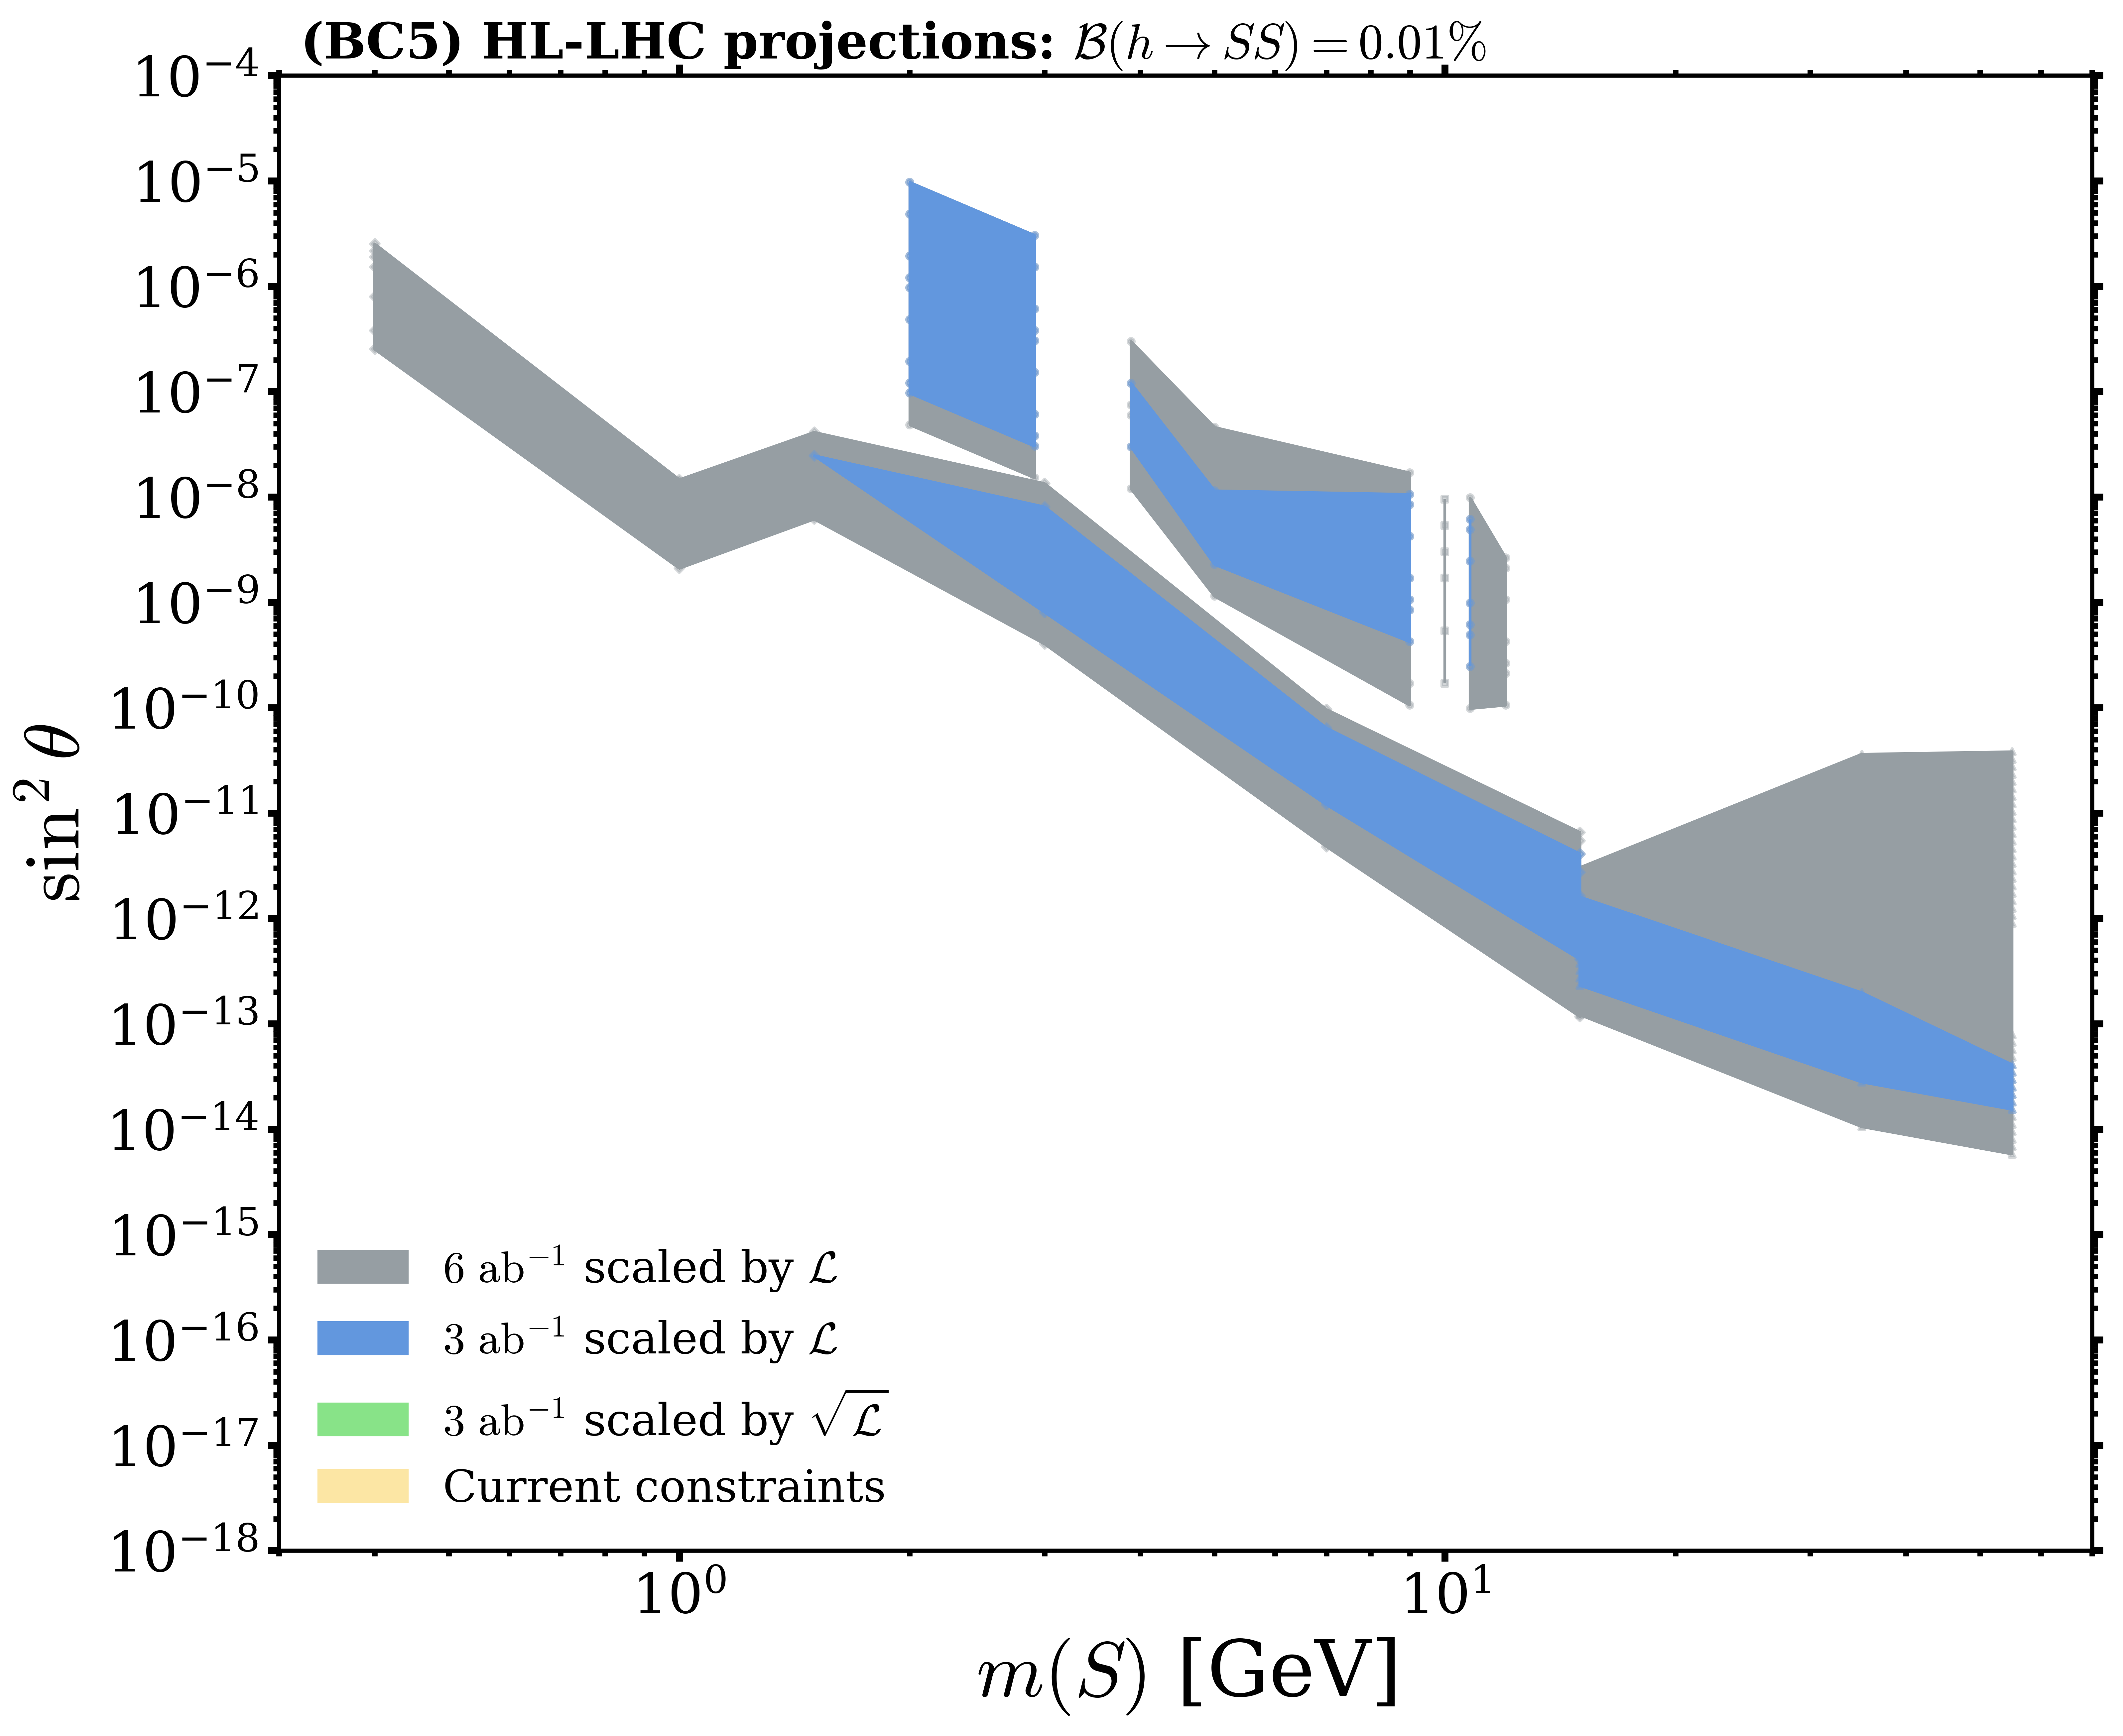 (BC5) HL-LHC projections: ℬ(h → SS) = 0.01%
10⁻⁴
10⁻⁵
10⁻⁶
10⁻⁷
10⁻⁸
10⁻⁹
10⁻¹⁰
10⁻¹¹
10⁻¹²
10⁻¹³
10⁻¹⁴
10⁻¹⁵
10⁻¹⁶
10⁻¹⁷
10⁻¹⁸
sin² θ
6 ab⁻¹ scaled by ℒ
3 ab⁻¹ scaled by ℒ
3 ab⁻¹ scaled by √ℒ
Current constraints
10⁰ 10¹
m(S) [GeV]